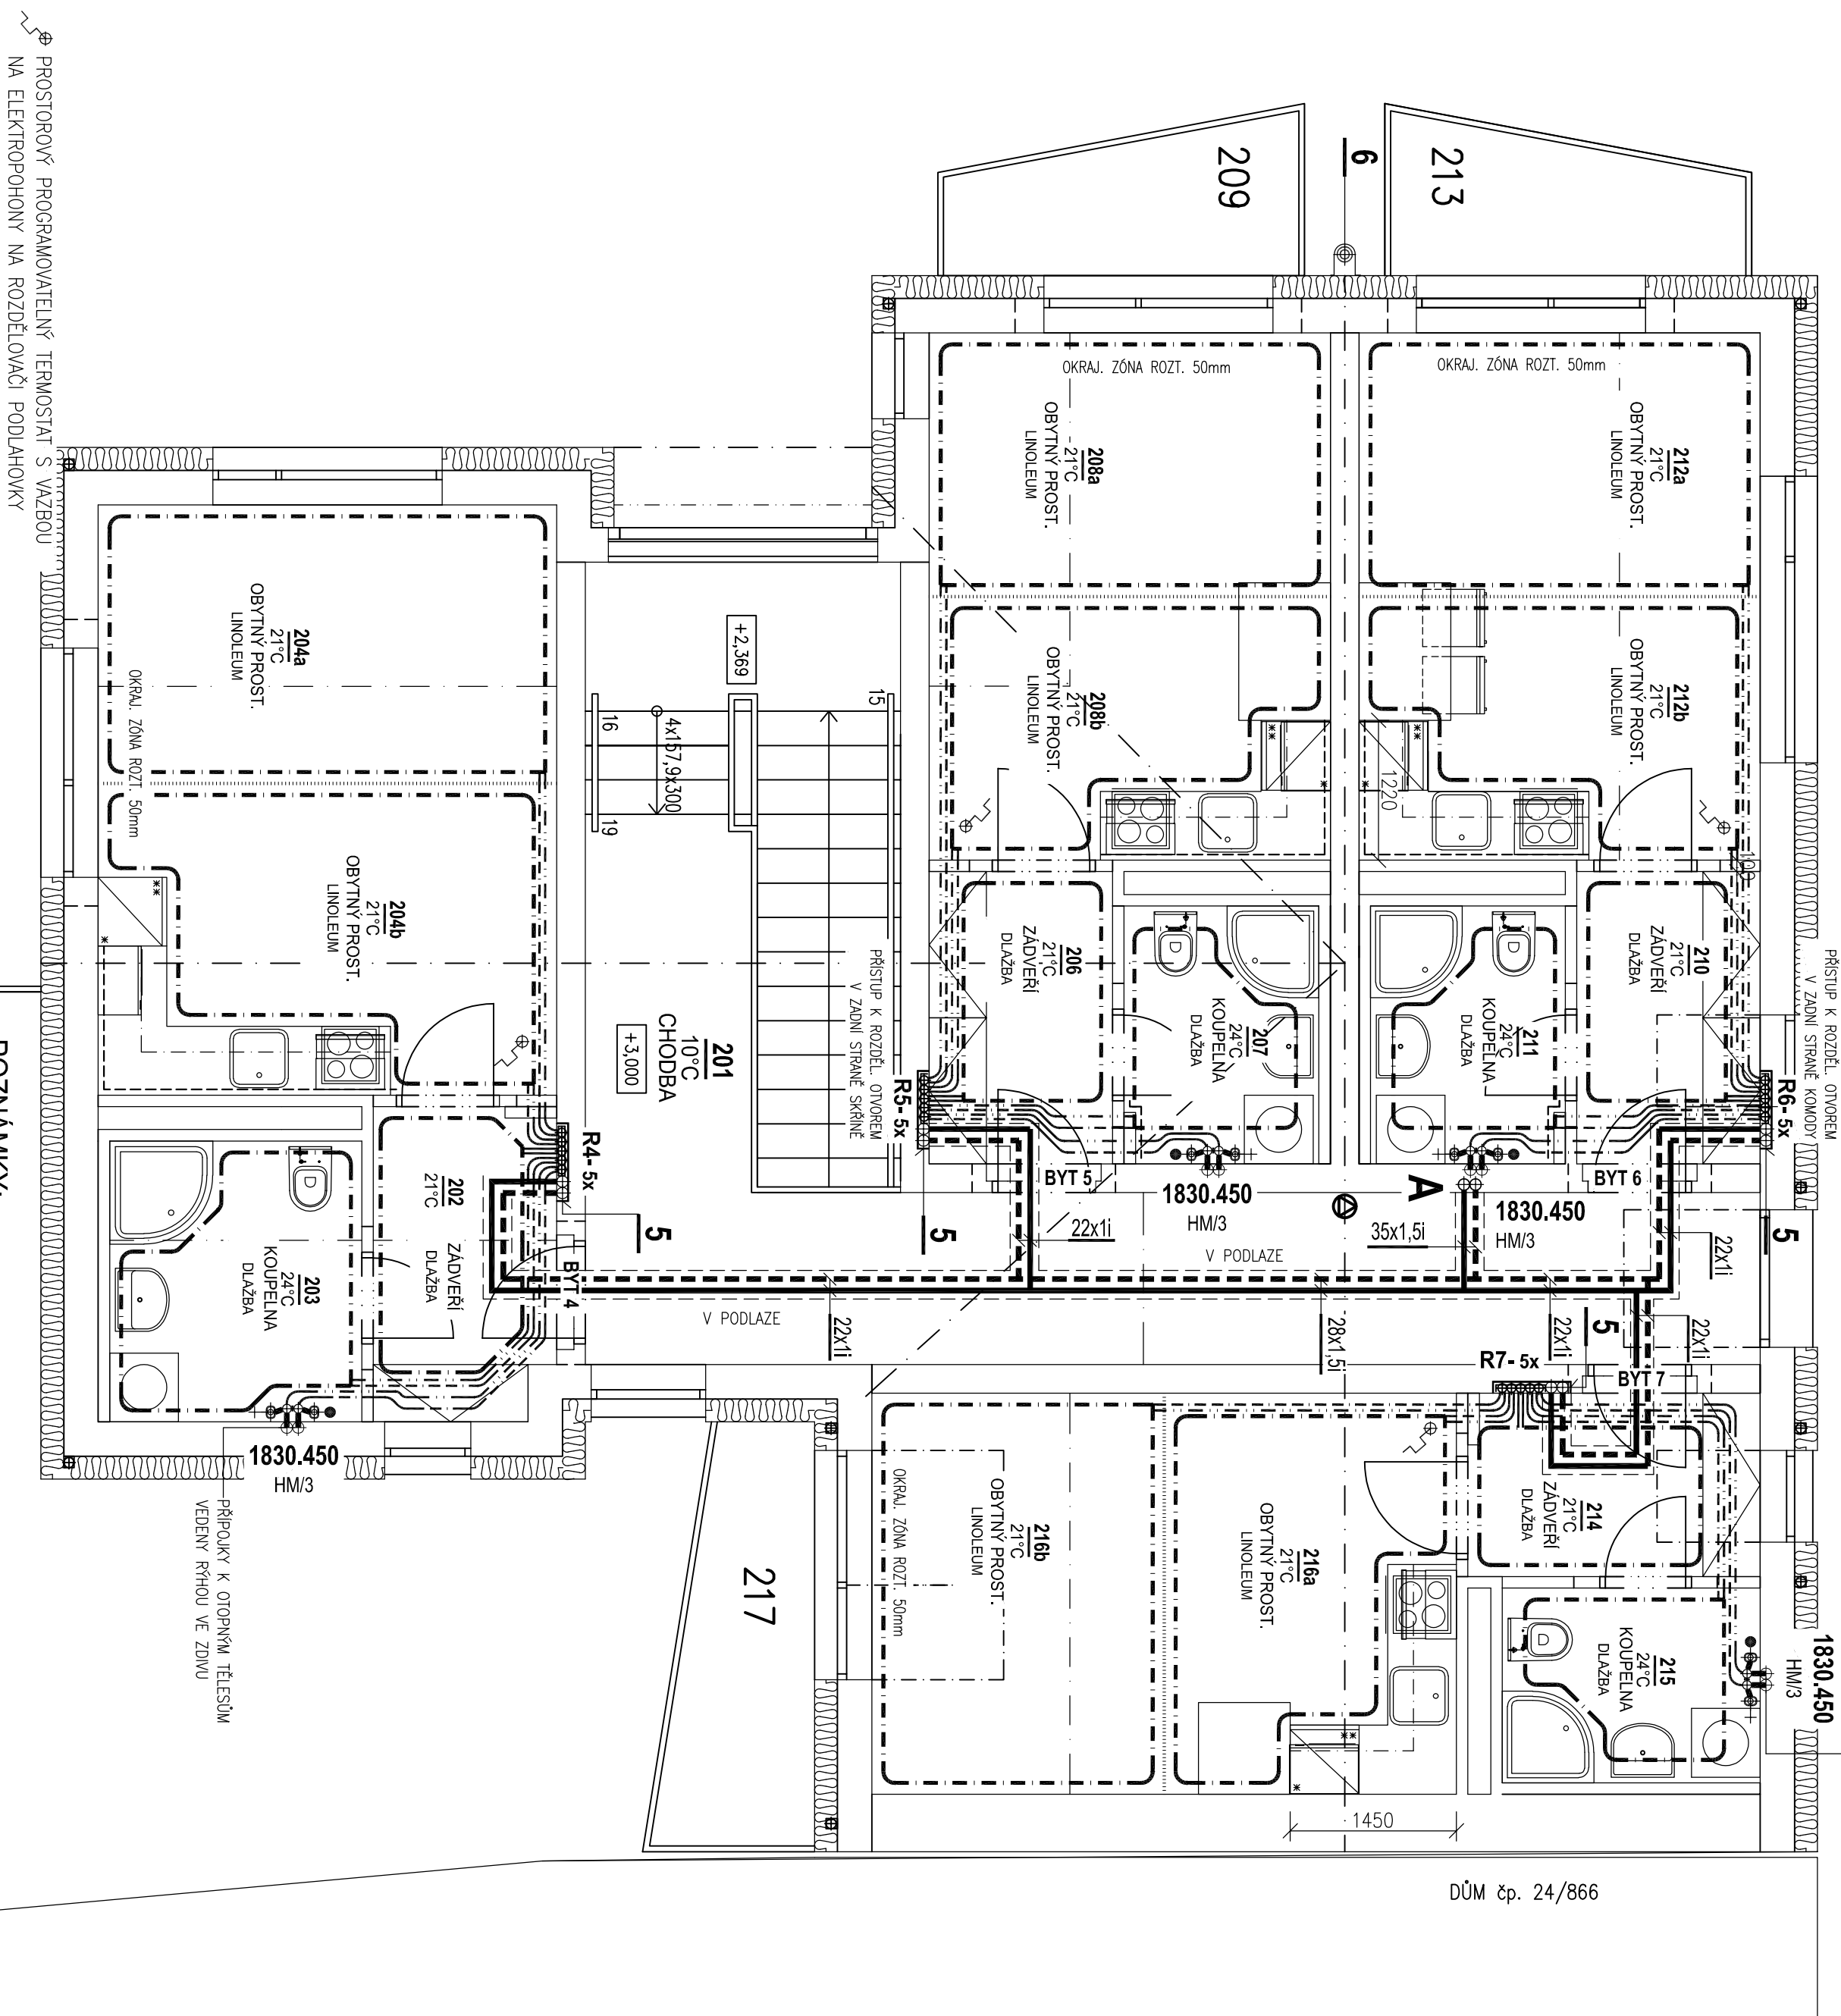 PROSTOROVÝ PROGRAMOVATELNÝ TERMOSTAT S VAZBOU
NA ELEKTROPOHONY NA ROZDĚLOVAČI PODLAHOVKY
209
6
213
OKRAJ. ZÓNA ROZT. 50mm
OKRAJ. ZÓNA ROZT. 50mm
208a
21°C
OBYTNÝ PROST.
LINOLEUM
212a
21°C
OBYTNÝ PROST.
LINOLEUM
208b
21°C
OBYTNÝ PROST.
LINOLEUM
212b
21°C
OBYTNÝ PROST.
LINOLEUM
1220
204a
21°C
OBYTNÝ PROST.
LINOLEUM
OKRAJ. ZÓNA ROZT. 50mm
204b
21°C
OBYTNÝ PROST.
LINOLEUM
+2,369
15
16
4x157,9x300
19
201
10°C
CHODBA
+3,000
PŘÍSTUP K ROZDĚL. OTVOREM
V ZADNÍ STRANĚ SKŘÍNĚ
206
21°C
ZÁDVEŘÍ
DLAŽBA
207
24°C
KOUPELNA
DLAŽBA
211
24°C
KOUPELNA
DLAŽBA
210
21°C
ZÁDVEŘÍ
DLAŽBA
PŘÍSTUP K ROZDĚL. OTVOREM
V ZADNÍ STRANĚ KOMODY
R4- 5x
R5- 5x
R6- 5x
BYT 5
BYT 6
1830.450
HM/3
A
1830.450
HM/3
5
5
5
22x1i
35x1,5i
22x1i
V PODLAZE
202
21°C
ZÁDVEŘÍ
DLAŽBA
203
24°C
KOUPELNA
DLAŽBA
BYT 4
V PODLAZE
22x1i
28x1,5i
22x1i
5
22x1i
R7- 5x
BYT 7
1830.450
HM/3
PŘÍPOJKY K OTOPNÝM TĚLESŮM
VEDENY RÝHOU VE ZDIVU
217
OKRAJ. ZÓNA ROZT 50mm
216b
21°C
OBYTNÝ PROST.
LINOLEUM
216a
21°C
OBYTNÝ PROST.
LINOLEUM
214
21°C
ZÁDVEŘÍ
DLAŽBA
215
24°C
KOUPELNA
DLAŽBA
1830.450
HM/3
1450
DŮM čp. 24/866